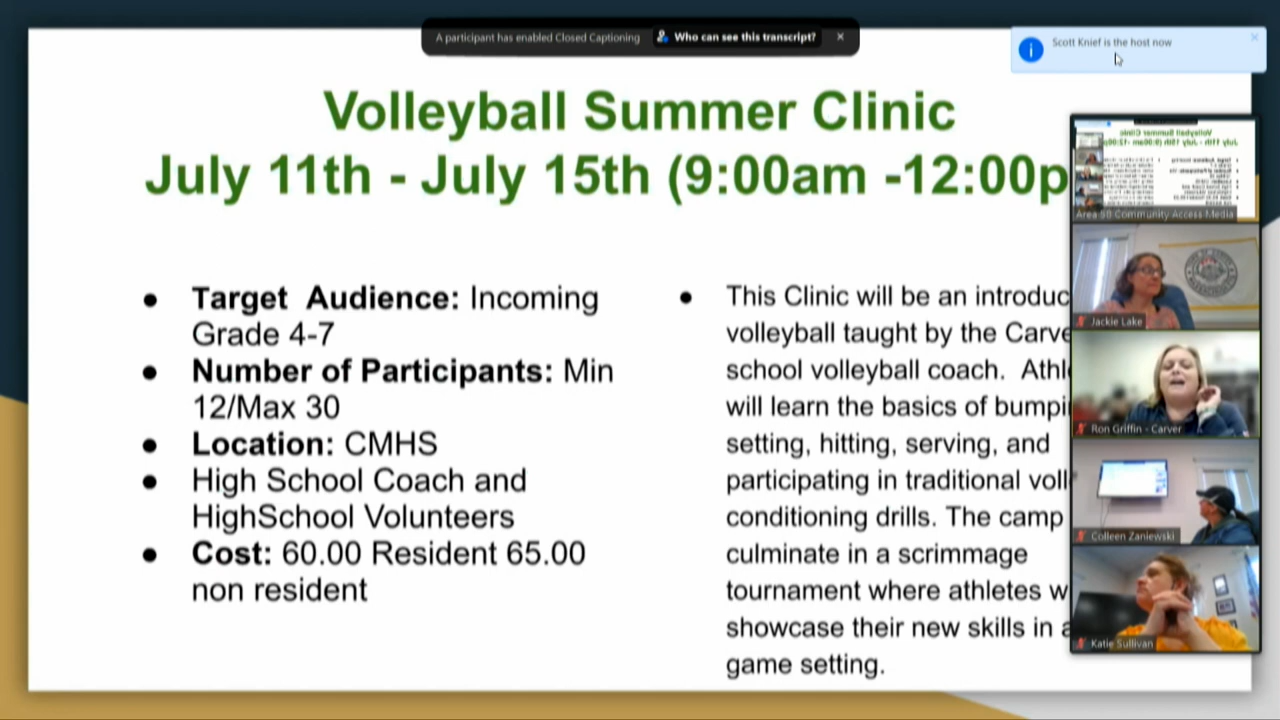 A participant has enabled Closed Captioning Who can see this transcript?
Scott Knief is the host now
Volleyball Summer Clinic
July 11th - July 15th (9:00am -12:00p
● Target Audience: Incoming
Grade 4-7
● Number of Participants: Min
12/Max 30
● Location: CMHS
● High School Coach and
HighSchool Volunteers
● Cost: 60.00 Resident 65.00
non resident
● This Clinic will be an introduc
volleyball taught by the Carve
school volleyball coach. Athl
will learn the basics of bumpi
setting, hitting, serving, and
participating in traditional voll
conditioning drills. The camp
culminate in a scrimmage
tournament where athletes w
showcase their new skills in a
game setting.
Area 58 Community Access Media
Jackie Lake
Ron Griffin - Carver
Colleen Zaniewski
Katie Sullivan